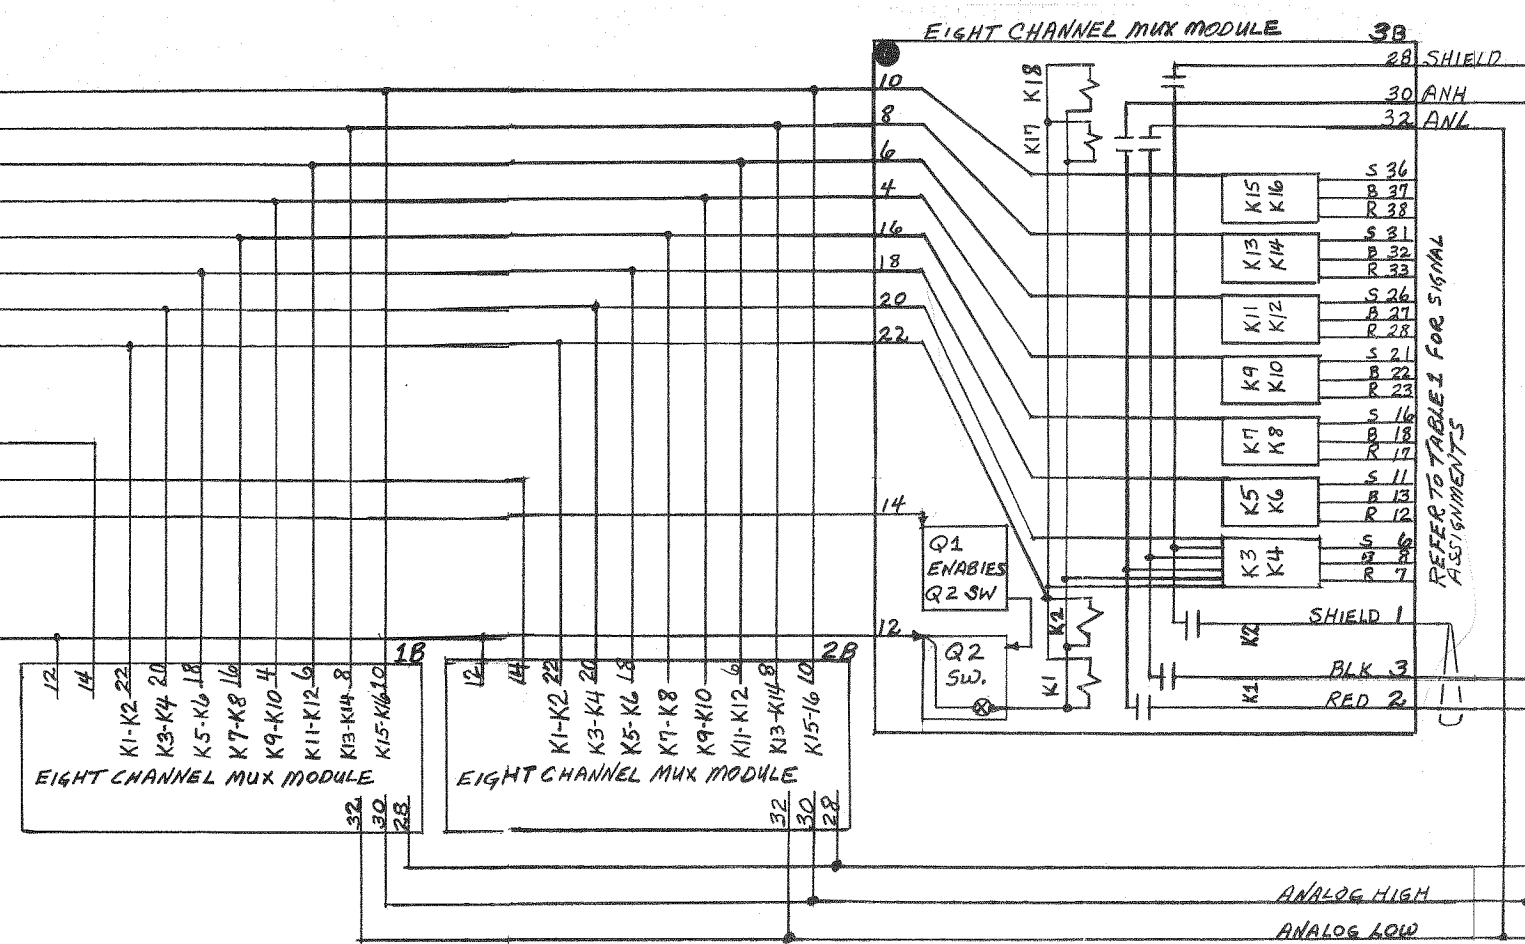 EIGHT CHANNEL MUX MODULE 3B
28 SHIELD
30 ANH
32 ANL
10
8
6
4
16
18
20
22
14
12
K18
K17
K15 K16
S 36
B 37
R 38
K13 K14
S 31
B 32
R 33
K11 K12
S 26
B 27
R 28
K9 K10
S 21
B 22
R 23
K7 K8
S 16
B 18
R 17
K5 K6
S 11
B 13
R 12
K3 K4
S 6
B 8
R 7
REFER TO TABLE 1 FOR SIGNAL
ASSIGNMENTS
Q1
ENABLES
Q2 SW
Q2
SW.
K2
K1
SHIELD 1
K2
BLK 3
K1
RED 2
1B
12 14 22 20 18 16 4 6 8 10
K1-K2
K3-K4
K5-K6
K7-K8
K9-K10
K11-K12
K13-K14
K15-K16
EIGHT CHANNEL MUX MODULE
32 30 28
2B
12 14 22 20 18 6 8 10
K1-K2
K3-K4
K5-K6
K7-K8
K9-K10
K11-K12
K13-K14
K15-16
EIGHT CHANNEL MUX MODULE
32 30 28
ANALOG HIGH
ANALOG LOW